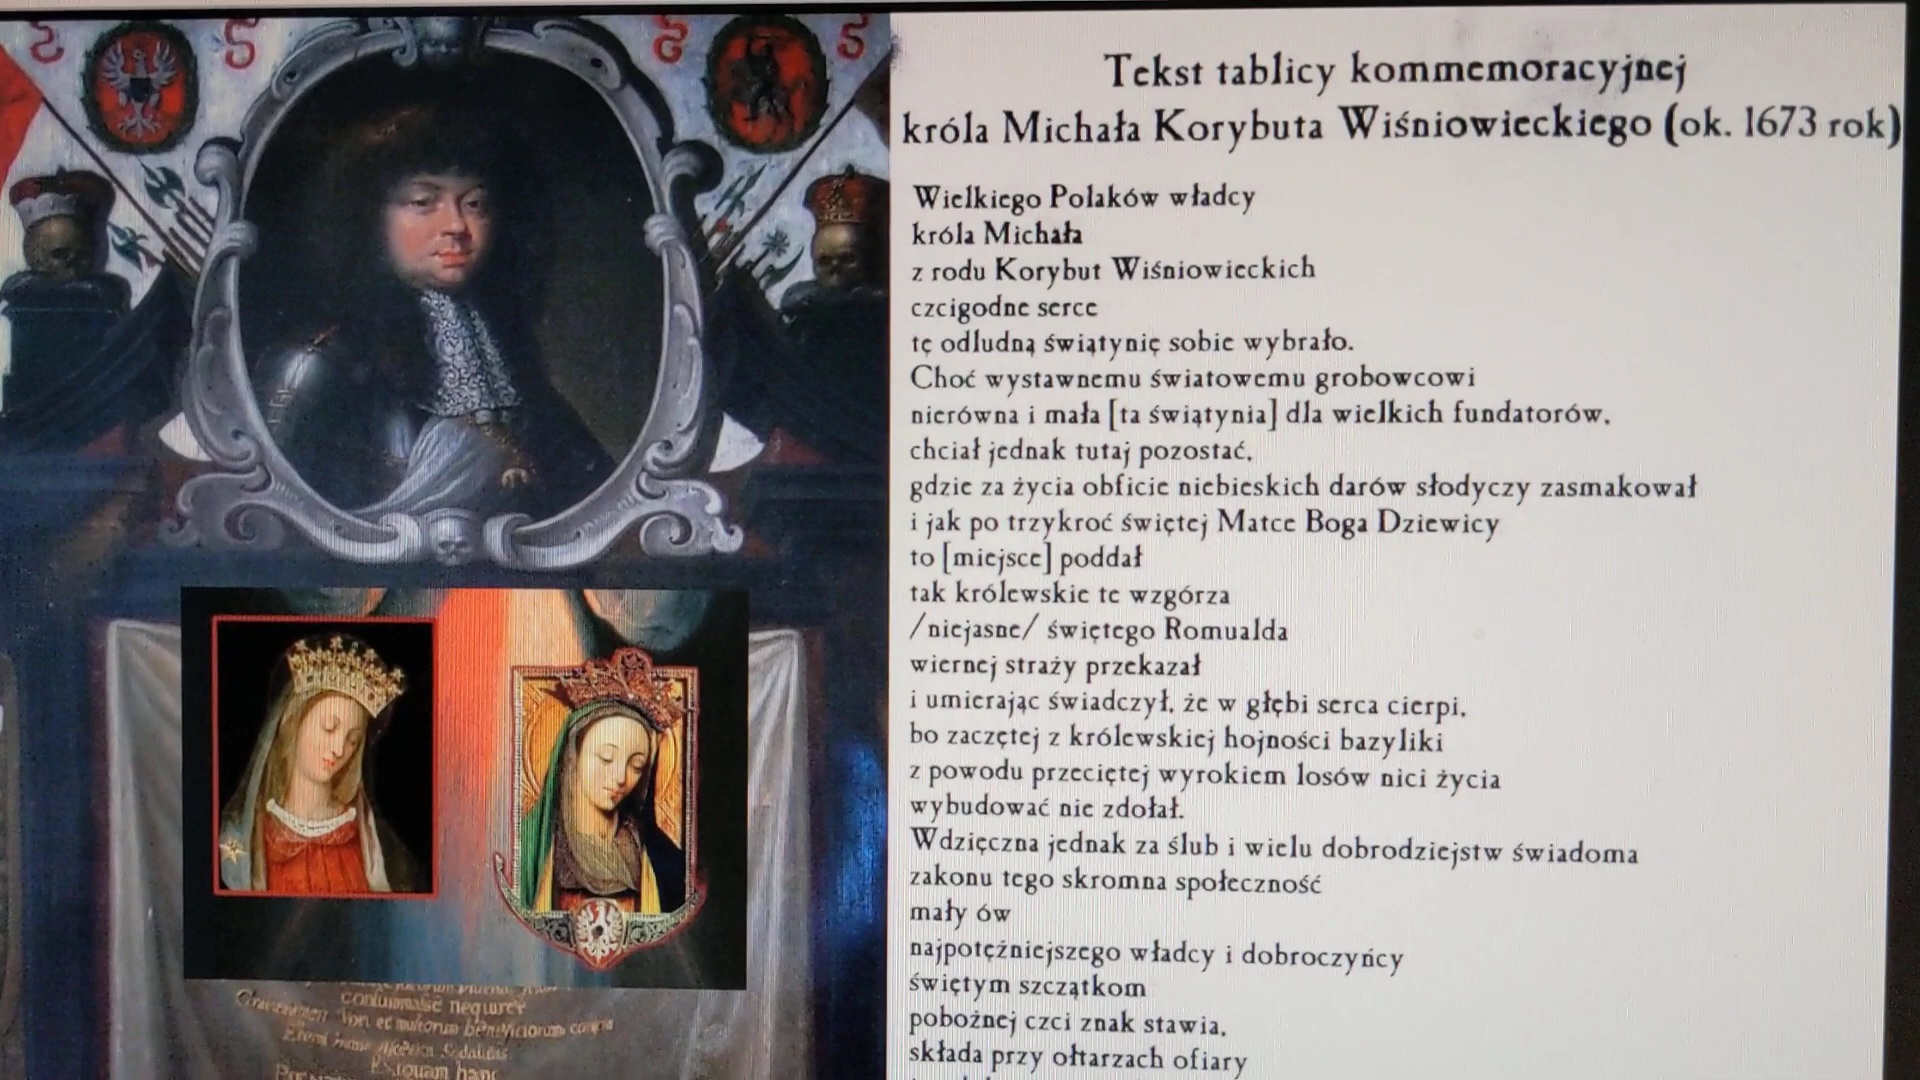 Tekst tablicy kommemoracyjnej
króla Michała Korybuta Wiśniowieckiego (ok. 1673 rok)
Wielkiego Polaków władcy
króla Michała
z rodu Korybut Wiśniowieckich
czcigodne serce
tę odludną świątynię sobie wybrało.
Choć wystawnemu światowemu grobowcowi
nierówna i mała [ta świątynia] dla wielkich fundatorów,
chciał jednak tutaj pozostać,
gdzie za życia obficie niebieskich darów słodyczy zasmakował
i jak po trzykroć świętej Matce Boga Dziewicy
to [miejsce] poddał
tak królewskie te wzgórza
/niejasne/ świętego Romualda
wiernej straży przekazał
i umierając świadczył, że w głębi serca cierpi,
bo zaczętej z królewskiej hojności bazyliki
z powodu przeciętej wyrokiem losów nici życia
wybudować nie zdołał.
Wdzięczna jednak za ślub i wielu dobrodziejstw świadoma
zakonu tego skromna społeczność
mały ów
najpotężniejszego władcy i dobroczyńcy
świętym szczątkom
pobożnej czci znak stawia,
składa przy ołtarzach ofiary
nequiret
Voti et multorum beneficiorum
Exiguam hanc